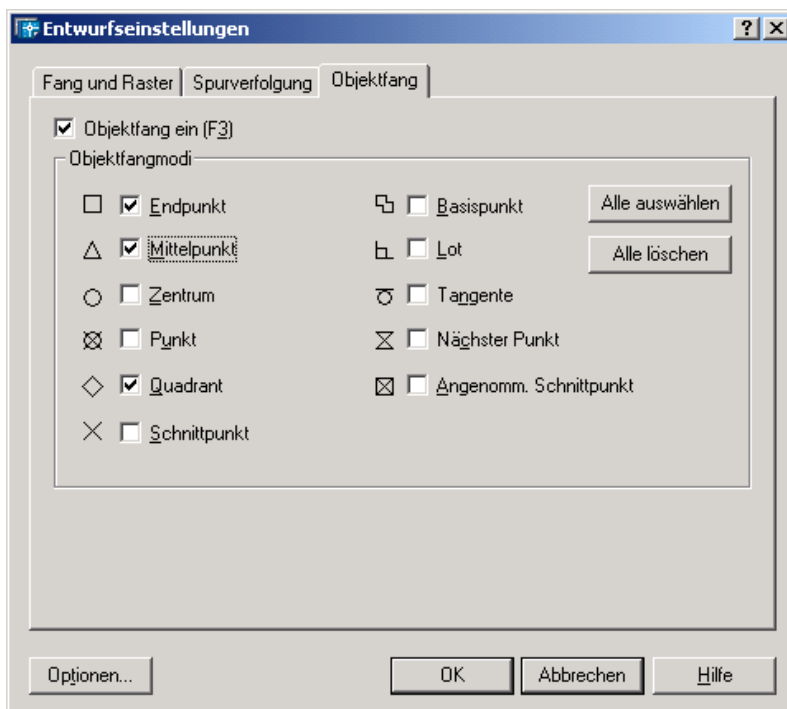 Entwurfseinstellungen
Fang und Raster
Spurverfolgung
Objektfang
Objektfang ein (F3)
Objektfangmodi
Endpunkt
Basispunkt
Alle auswählen
Mittelpunkt
Lot
Alle löschen
Zentrum
Tangente
Punkt
Nächster Punkt
Quadrant
Angenomm. Schnittpunkt
Schnittpunkt
Optionen...
OK
Abbrechen
Hilfe